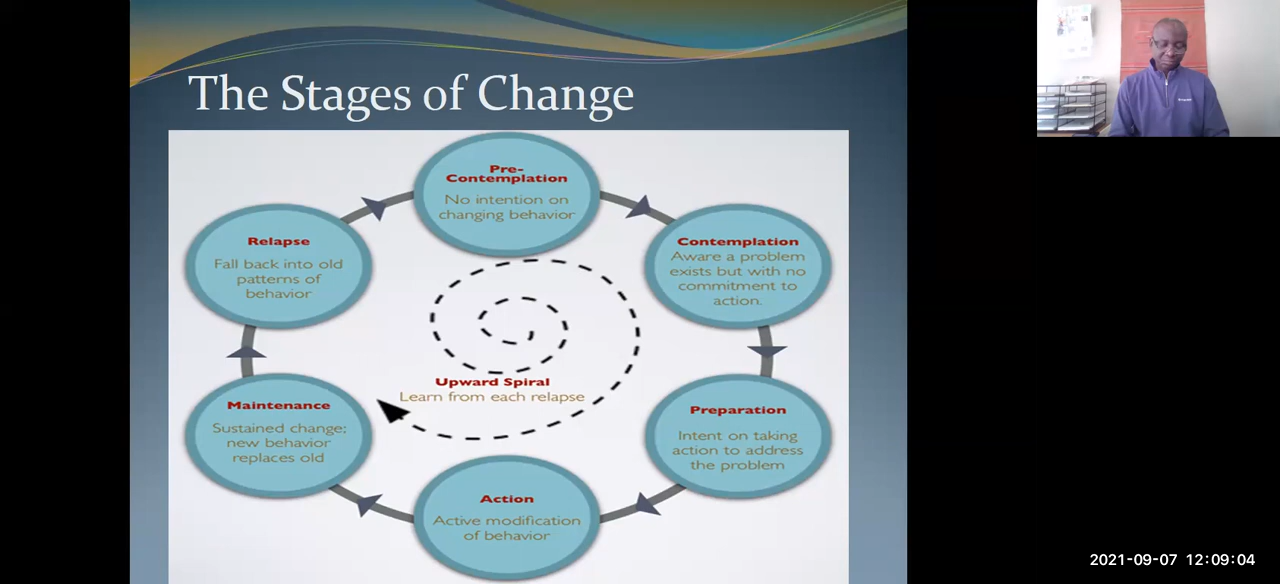 The Stages of Change
Pre-
Contemplation
No intention on
changing behavior
Contemplation
Aware a problem
exists but with no
commitment to
action.
Preparation
Intent on taking
action to address
the problem
Action
Active modification
of behavior
Maintenance
Sustained change;
new behavior
replaces old
Relapse
Fall back into old
patterns of
behavior
Upward Spiral
Learn from each relapse
2021-09-07 12:09:04